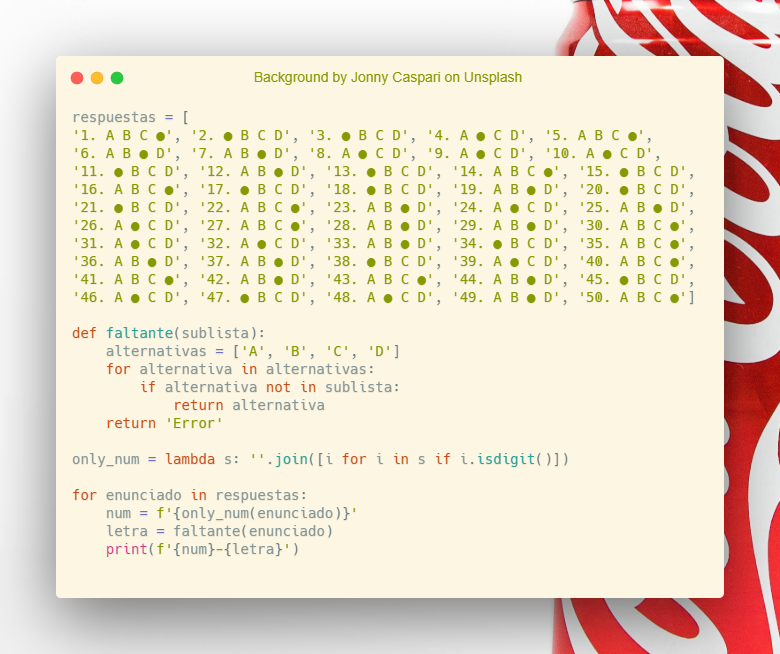 Background by Jonny Caspari on Unsplash
respuestas = [
'1. A B C ●', '2. ● B C D', '3. ● B C D', '4. A ● C D', '5. A B C ●',
'6. A B ● D', '7. A B ● D', '8. A ● C D', '9. A ● C D', '10. A ● C D',
'11. ● B C D', '12. A B ● D', '13. ● B C D', '14. A B C ●', '15. ● B C D',
'16. A B C ●', '17. ● B C D', '18. ● B C D', '19. A B ● D', '20. ● B C D',
'21. ● B C D', '22. A B C ●', '23. A B ● D', '24. A ● C D', '25. A B ● D',
'26. A ● C D', '27. A B C ●', '28. A B ● D', '29. A B ● D', '30. A B C ●',
'31. A ● C D', '32. A ● C D', '33. A B ● D', '34. ● B C D', '35. A B C ●',
'36. A B ● D', '37. A B ● D', '38. ● B C D', '39. A ● C D', '40. A B C ●',
'41. A B C ●', '42. A B ● D', '43. A B C ●', '44. A B ● D', '45. ● B C D',
'46. A ● C D', '47. ● B C D', '48. A ● C D', '49. A B ● D', '50. A B C ●']
def faltante(sublista):
    alternativas = ['A', 'B', 'C', 'D']
    for alternativa in alternativas:
        if alternativa not in sublista:
            return alternativa
    return 'Error'
only_num = lambda s: ''.join([i for i in s if i.isdigit()])
for enunciado in respuestas:
    num = f'{only_num(enunciado)}'
    letra = faltante(enunciado)
    print(f'{num}-{letra}')